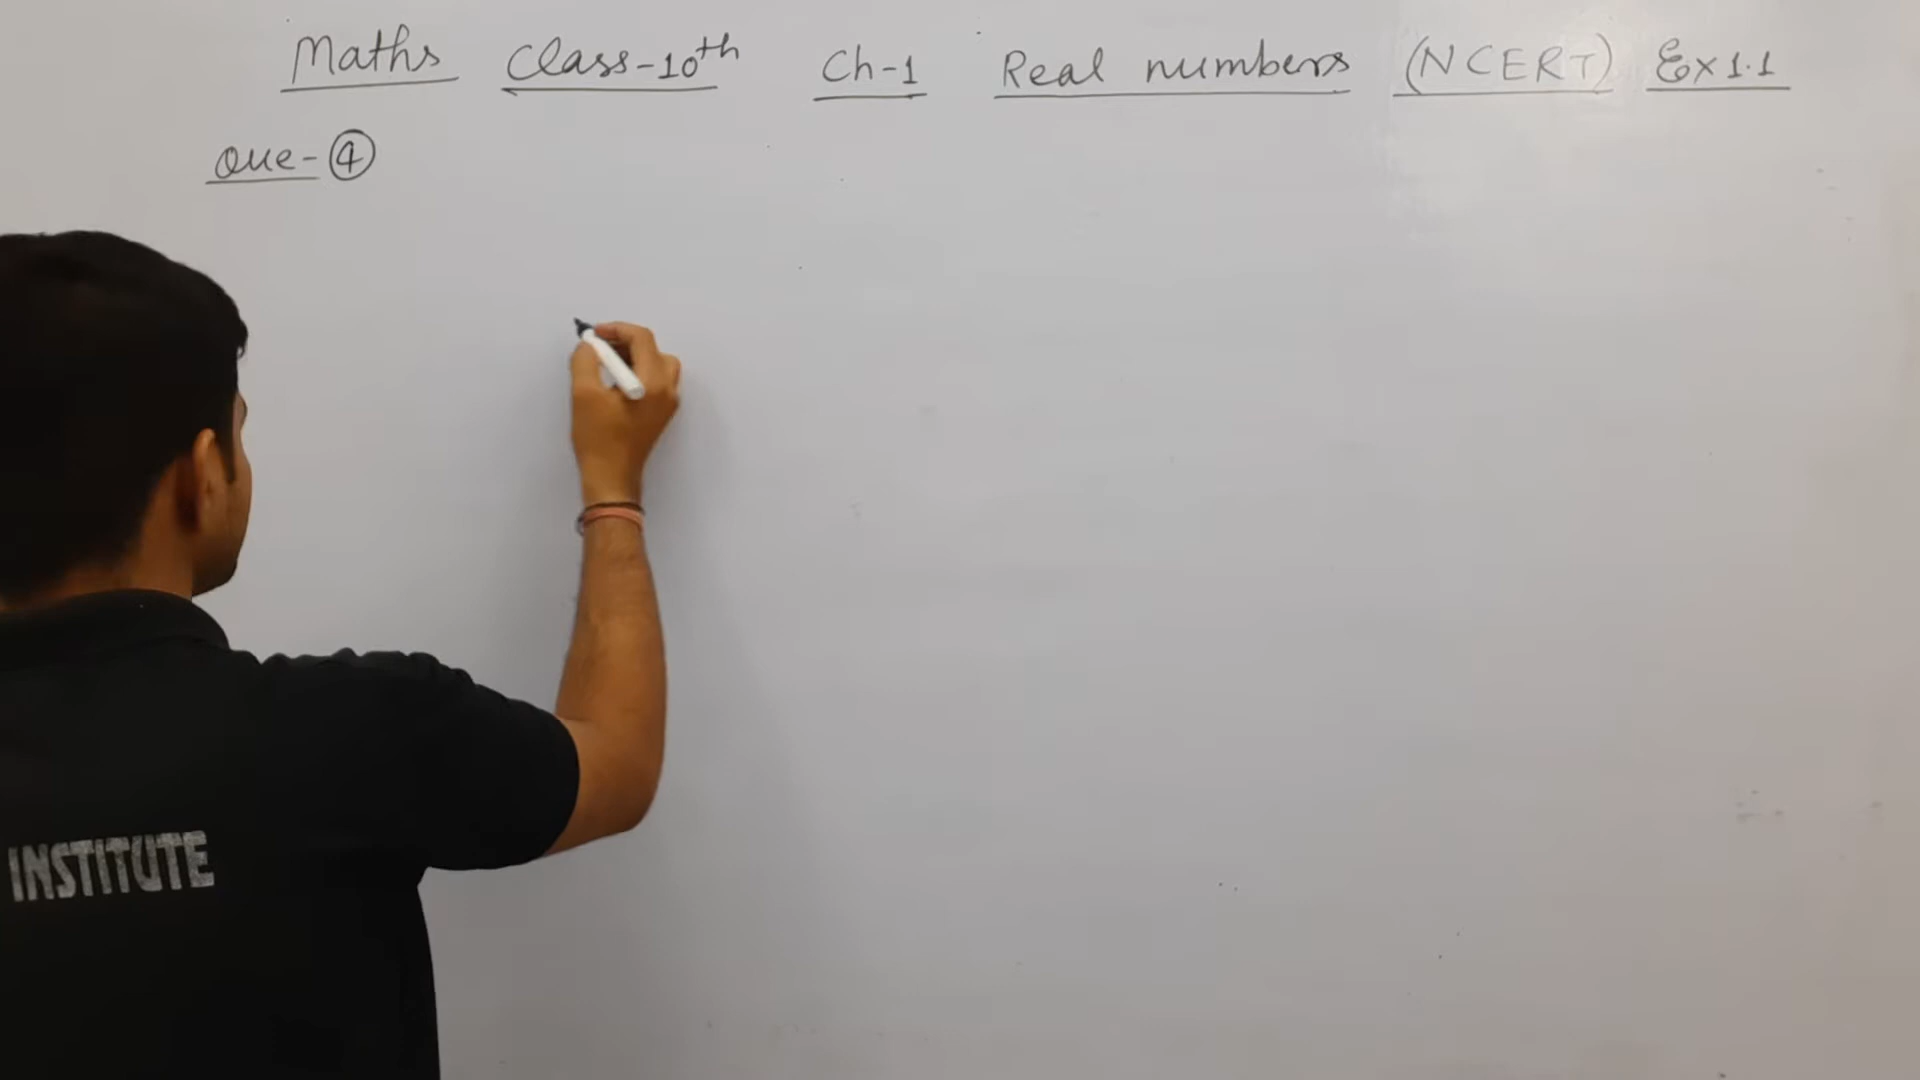 Maths Class-10th Ch-1 Real numbers (NCERT) Ex 1.1
Que-④
INSTITUTE